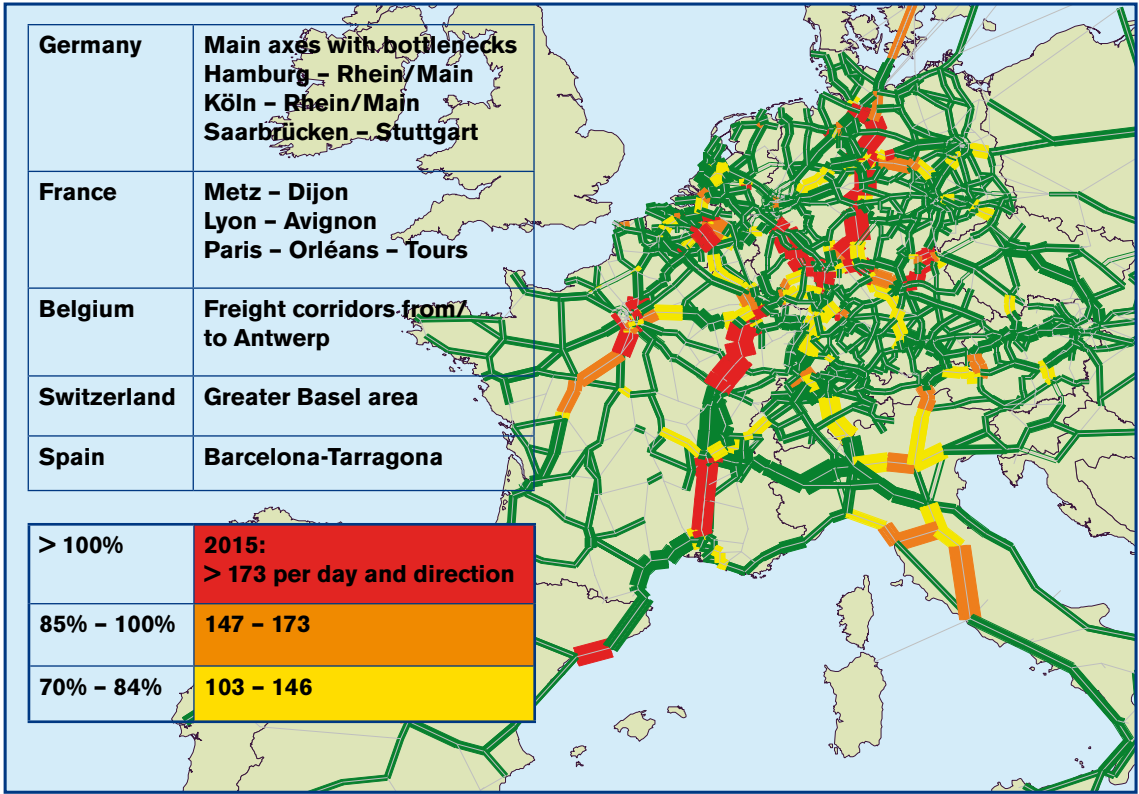 Germany
Main axes with bottlenecks
Hamburg – Rhein/Main
Köln – Rhein/Main
Saarbrücken – Stuttgart
France
Metz – Dijon
Lyon – Avignon
Paris – Orléans – Tours
Belgium
Freight corridors from/
to Antwerp
Switzerland
Greater Basel area
Spain
Barcelona-Tarragona
> 100%
2015:
> 173 per day and direction
85% – 100%
147 – 173
70% – 84%
103 – 146